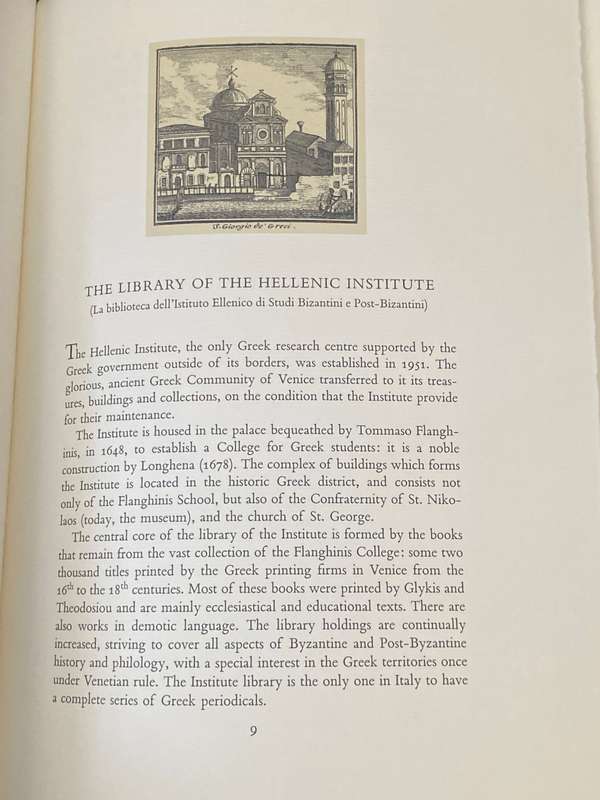 S. Giorgio de' Greci.
THE LIBRARY OF THE HELLENIC INSTITUTE
(La biblioteca dell'Istituto Ellenico di Studi Bizantini e Post-Bizantini)
The Hellenic Institute, the only Greek research centre supported by the
Greek government outside of its borders, was established in 1951. The
glorious, ancient Greek Community of Venice transferred to it its treas-
ures, buildings and collections, on the condition that the Institute provide
for their maintenance.
The Institute is housed in the palace bequeathed by Tommaso Flangh-
inis, in 1648, to establish a College for Greek students: it is a noble
construction by Longhena (1678). The complex of buildings which forms
the Institute is located in the historic Greek district, and consists not
only of the Flanghinis School, but also of the Confraternity of St. Niko-
laos (today, the museum), and the church of St. George.
The central core of the library of the Institute is formed by the books
that remain from the vast collection of the Flanghinis College: some two
thousand titles printed by the Greek printing firms in Venice from the
16th to the 18th centuries. Most of these books were printed by Glykis and
Theodosiou and are mainly ecclesiastical and educational texts. There are
also works in demotic language. The library holdings are continually
increased, striving to cover all aspects of Byzantine and Post-Byzantine
history and philology, with a special interest in the Greek territories once
under Venetian rule. The Institute library is the only one in Italy to have
a complete series of Greek periodicals.
9